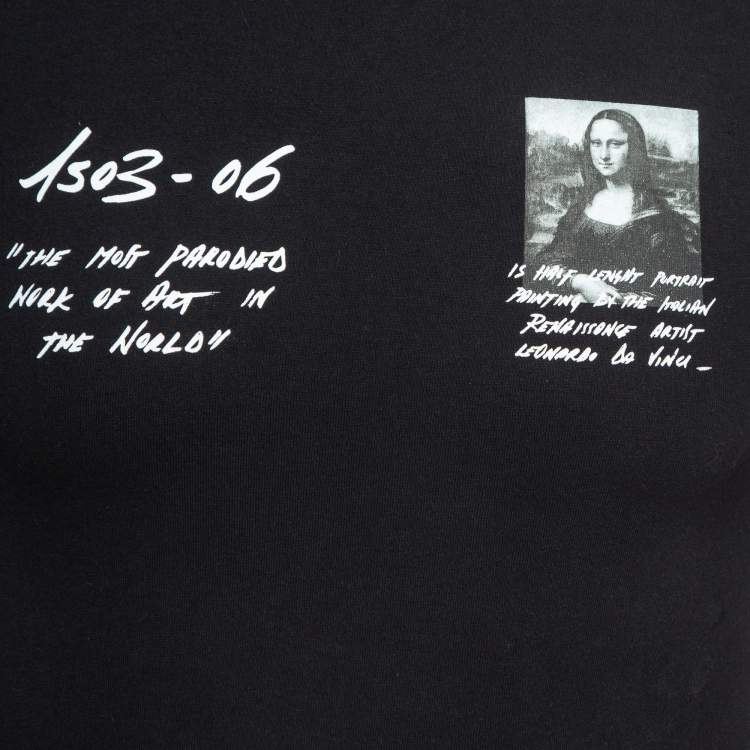 1503-06
"THE MOST PARODIED
WORK OF ART IN
THE WORLD"
IS HALF LENGHT PORTRAIT
PAINTING BY THE ITALIAN
RENAISSANCE ARTIST
LEONARDO DA VINCI_